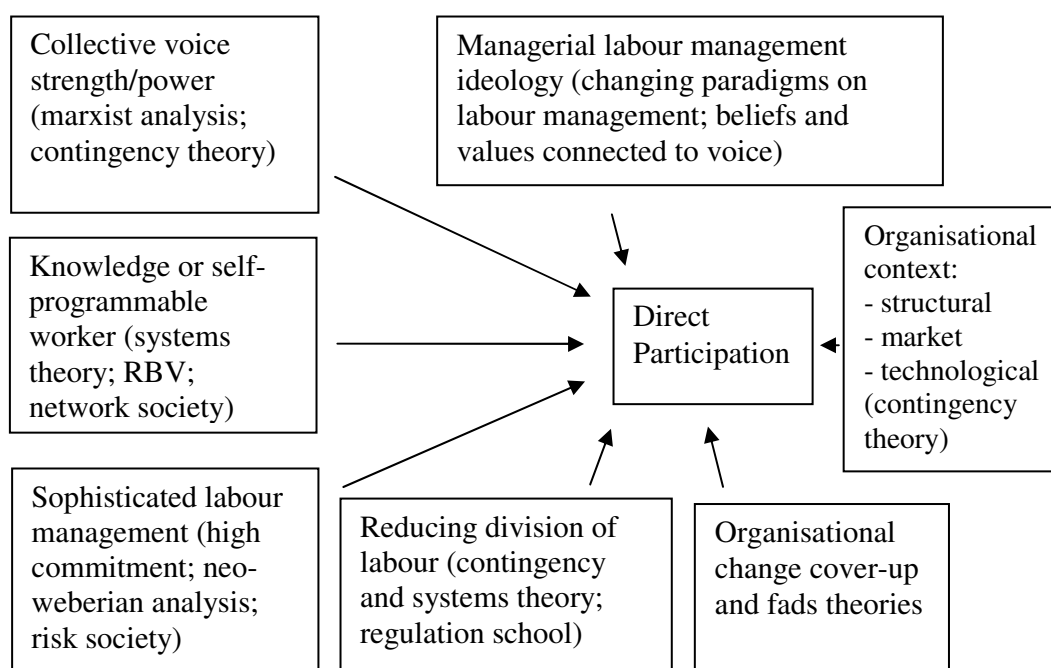 Collective voice
strength/power
(marxist analysis;
contingency theory)
Managerial labour management
ideology (changing paradigms on
labour management; beliefs and
values connected to voice)
Knowledge or self-
programmable
worker (systems
theory; RBV;
network society)
Direct
Participation
Organisational
context:
- structural
- market
- technological
(contingency
theory)
Sophisticated labour
management (high
commitment; neo-
weberian analysis;
risk society)
Reducing division of
labour (contingency
and systems theory;
regulation school)
Organisational
change cover-up
and fads theories